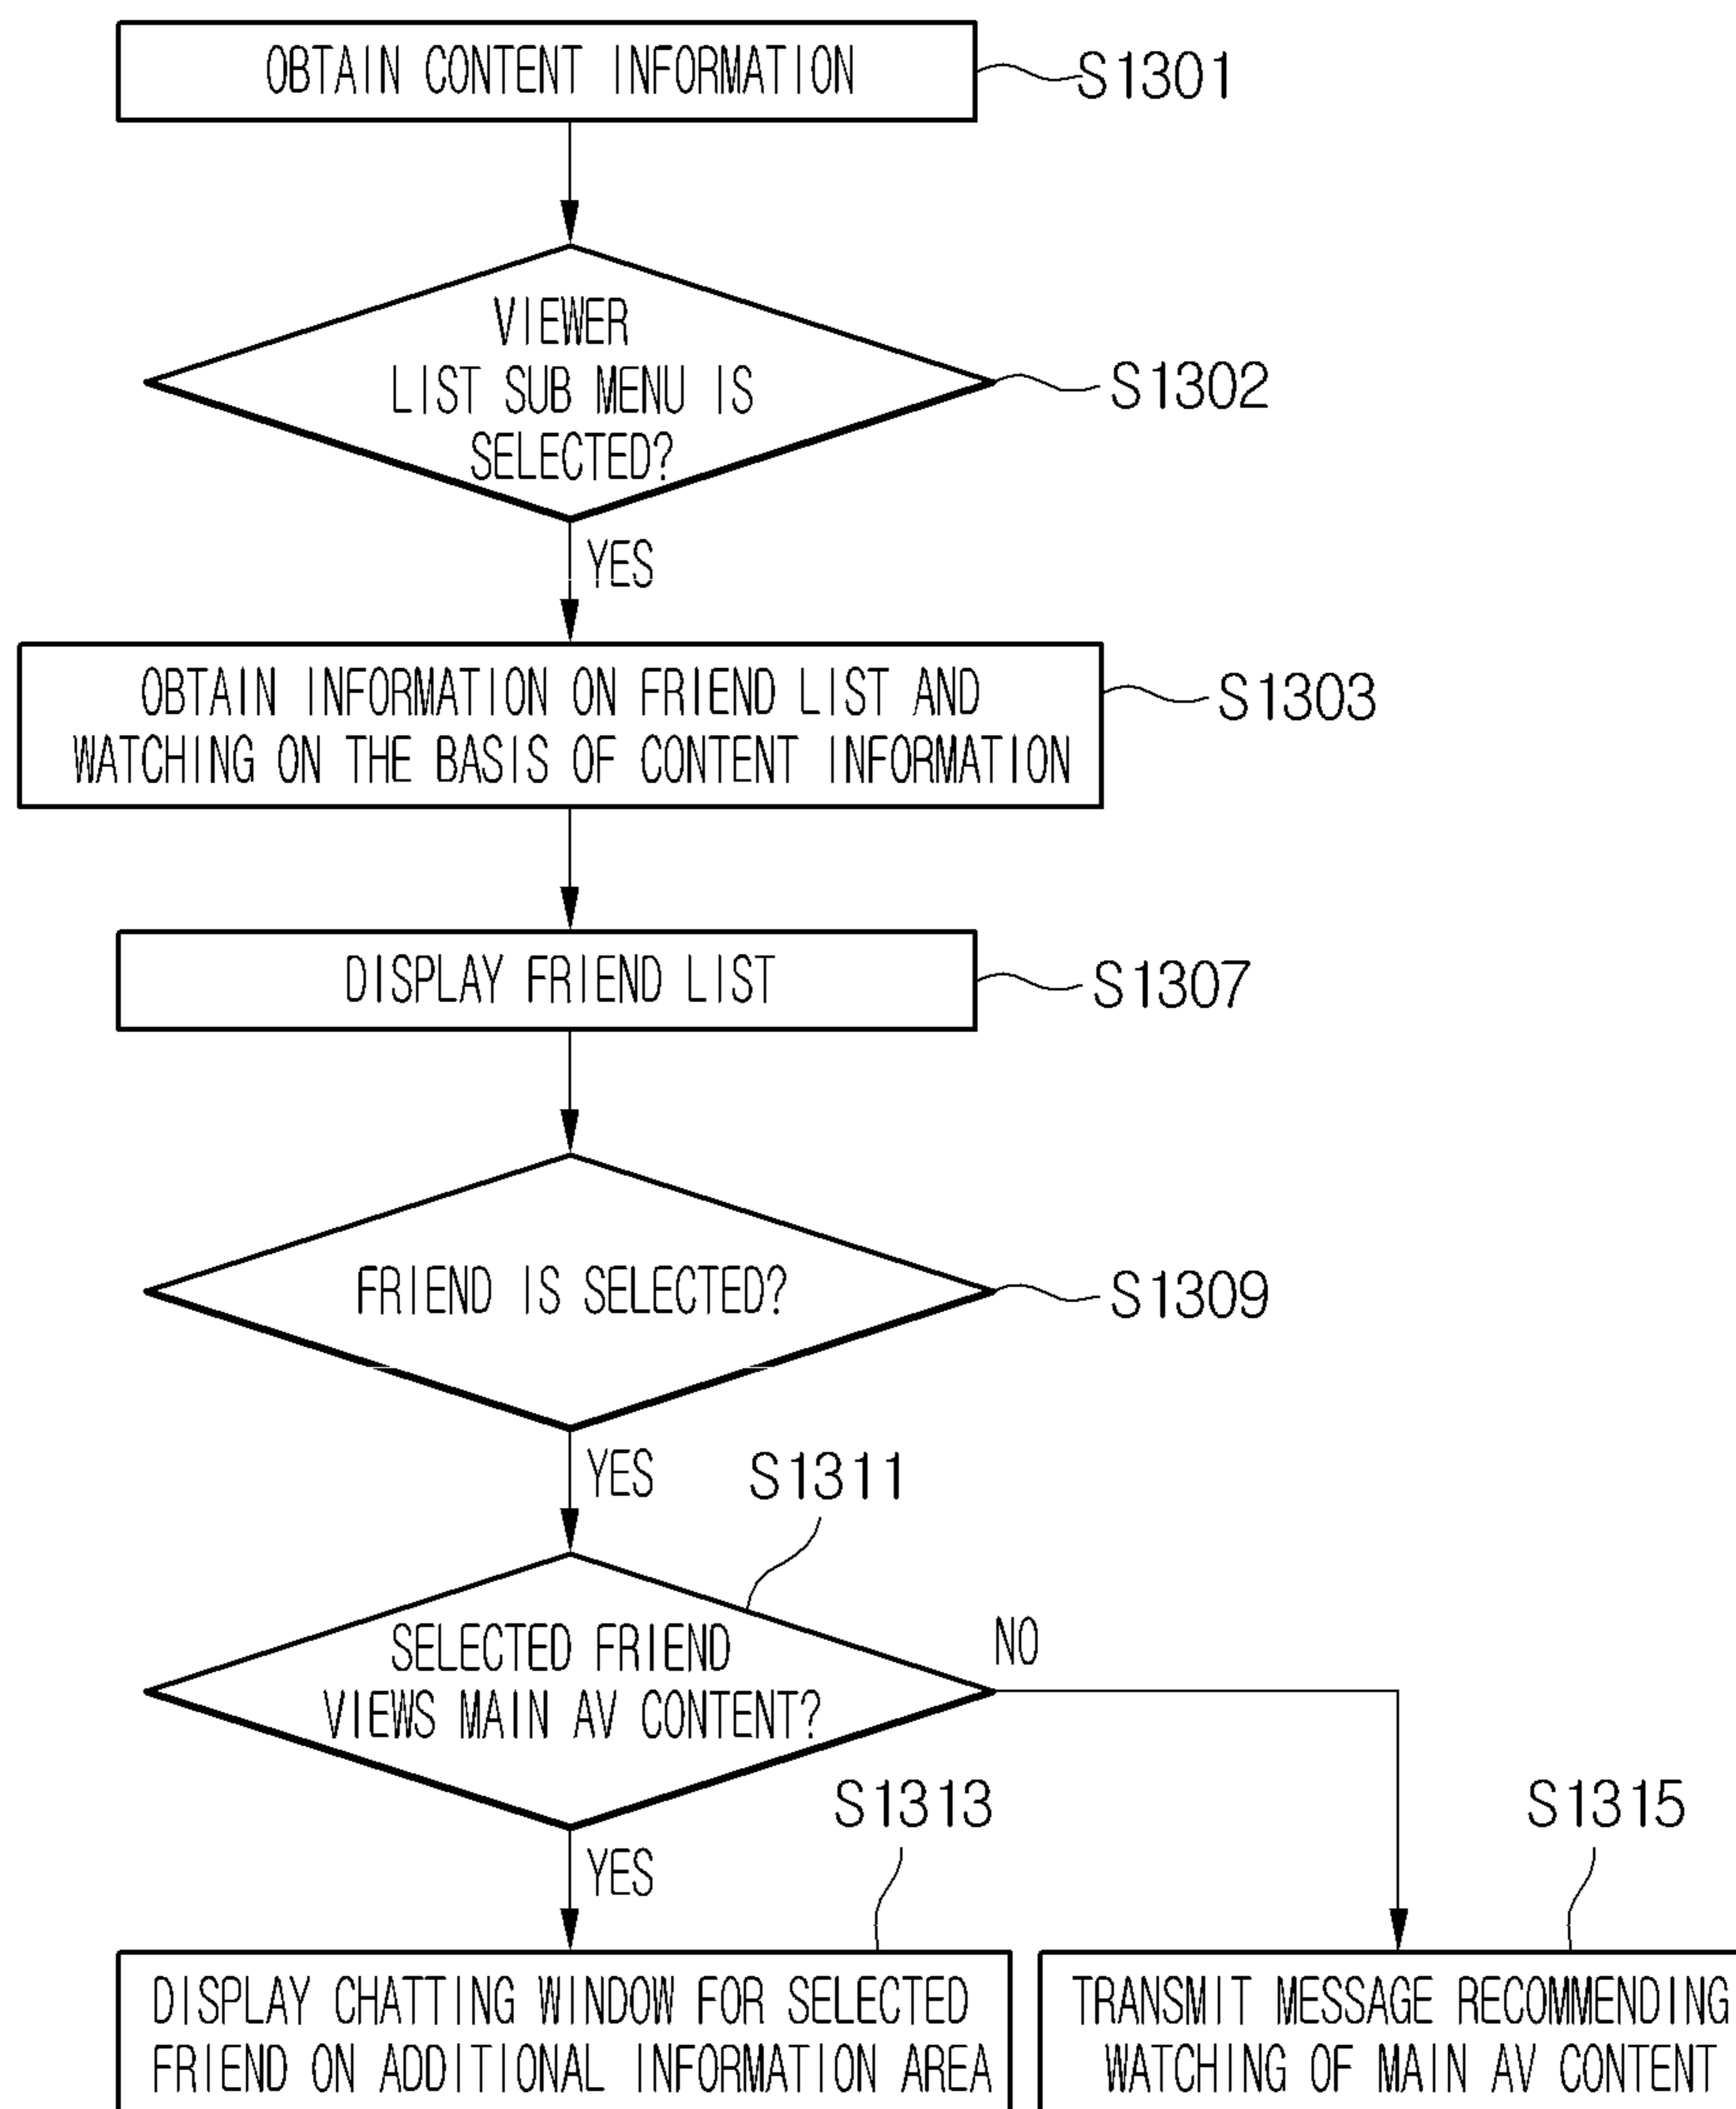 OBTAIN CONTENT INFORMATION
S1301
VIEWER
LIST SUB MENU IS
SELECTED?
S1302
YES
OBTAIN INFORMATION ON FRIEND LIST AND
WATCHING ON THE BASIS OF CONTENT INFORMATION
S1303
DISPLAY FRIEND LIST
S1307
FRIEND IS SELECTED?
S1309
YES
S1311
SELECTED FRIEND
VIEWS MAIN AV CONTENT?
NO
YES
S1313
S1315
DISPLAY CHATTING WINDOW FOR SELECTED
FRIEND ON ADDITIONAL INFORMATION AREA
TRANSMIT MESSAGE RECOMMENDING
WATCHING OF MAIN AV CONTENT